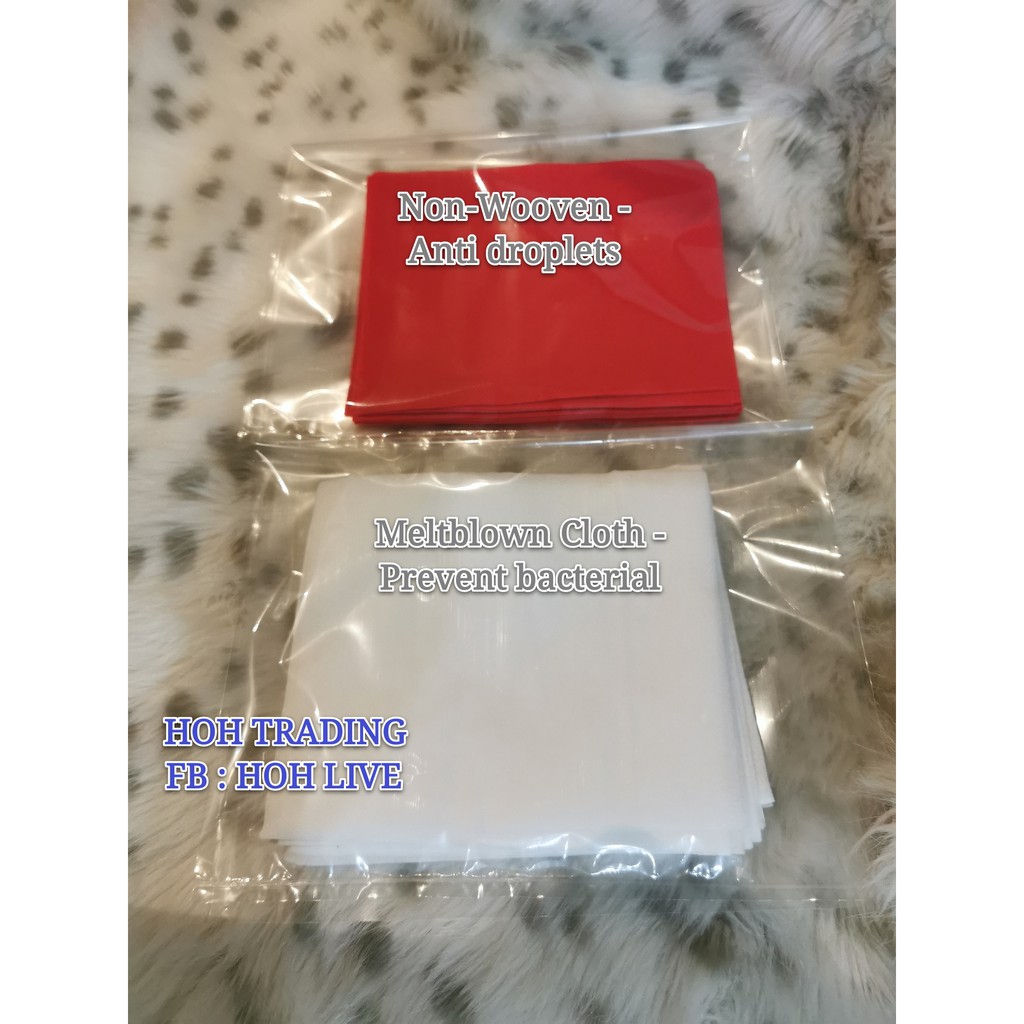 Non-Wooven -
Anti droplets
Meltblown Cloth -
Prevent bacterial
HOH TRADING
FB : HOH LIVE